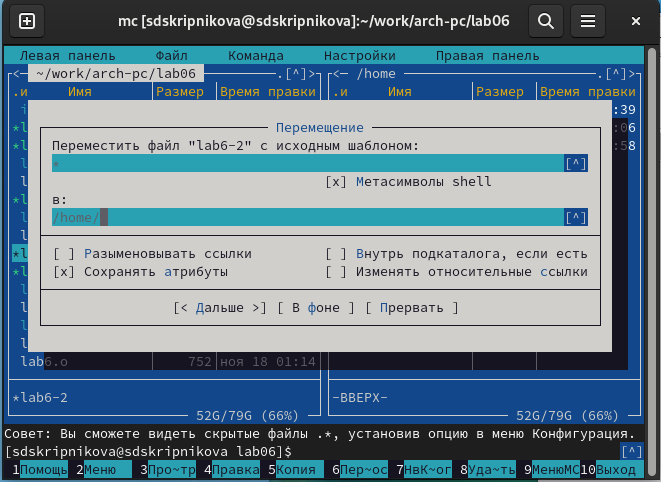 mc [sdskripnikova@sdskripnikova]:~/work/arch-pc/lab06
Левая панель Файл Команда Настройки Правая панель
<— ~/work/arch-pc/lab06 —.[^]> <— /home —.[^]>
.и Имя Размер Время правки .и Имя Размер Время правки
:39
Перемещение
Переместить файл "lab6-2" с исходным шаблоном:
* [^]
[x] Метасимволы shell
в:
/home/ [^]
[ ] Разыменовывать ссылки [ ] Внутрь подкаталога, если есть
[x] Сохранять атрибуты [ ] Изменять относительные ссылки
[< Дальше >] [ В фоне ] [ Прервать ]
lab6.o 752 ноя 18 01:14
*lab6-2 -ВВЕРХ-
52G/79G (66%) 52G/79G (66%)
Совет: Вы сможете видеть скрытые файлы .*, установив опцию в меню Конфигурация.
[sdskripnikova@sdskripnikova lab06]$ [^]
1Помощь 2Меню 3Про~тр 4Правка 5Копия 6Пер~ос 7НвК~ог 8Уда~ть 9МенюMC 10Выход